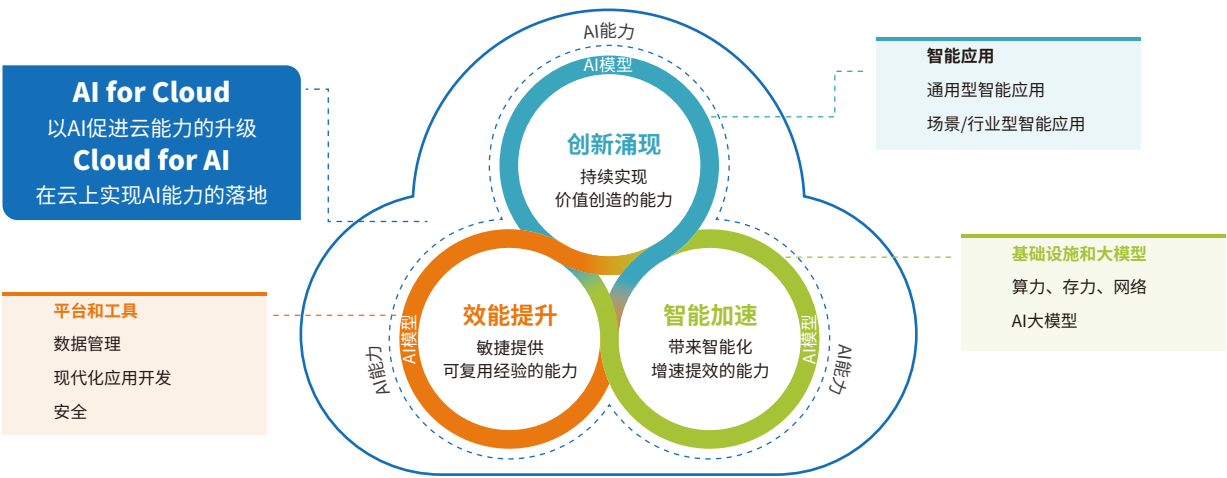 AI for Cloud
以AI促进云能力的升级
Cloud for AI
在云上实现AI能力的落地
AI能力
AI模型
创新涌现
持续实现
价值创造的能力
智能应用
通用型智能应用
场景/行业型智能应用
平台和工具
数据管理
现代化应用开发
安全
AI能力
AI模型
效能提升
敏捷提供
可复用经验的能力
智能加速
带来智能化
增速提效的能力
AI模型
AI能力
基础设施和大模型
算力、存力、网络
AI大模型